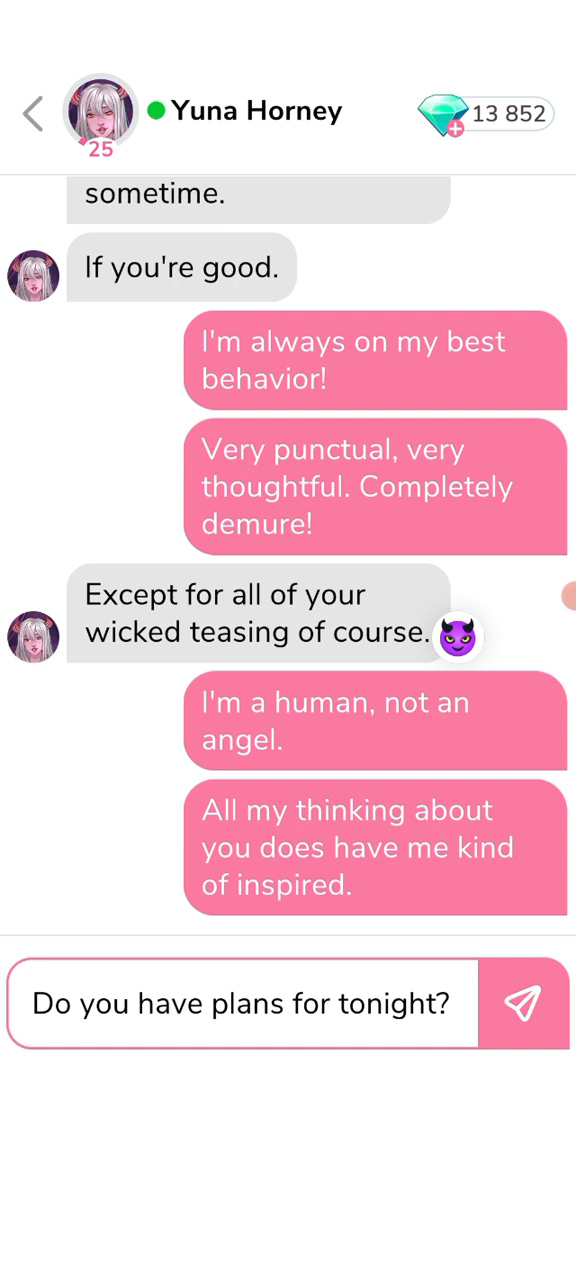 Yuna Horney
13 852
25
sometime.
If you're good.
I'm always on my best
behavior!
Very punctual, very
thoughtful. Completely
demure!
Except for all of your
wicked teasing of course.
I'm a human, not an
angel.
All my thinking about
you does have me kind
of inspired.
Do you have plans for tonight?